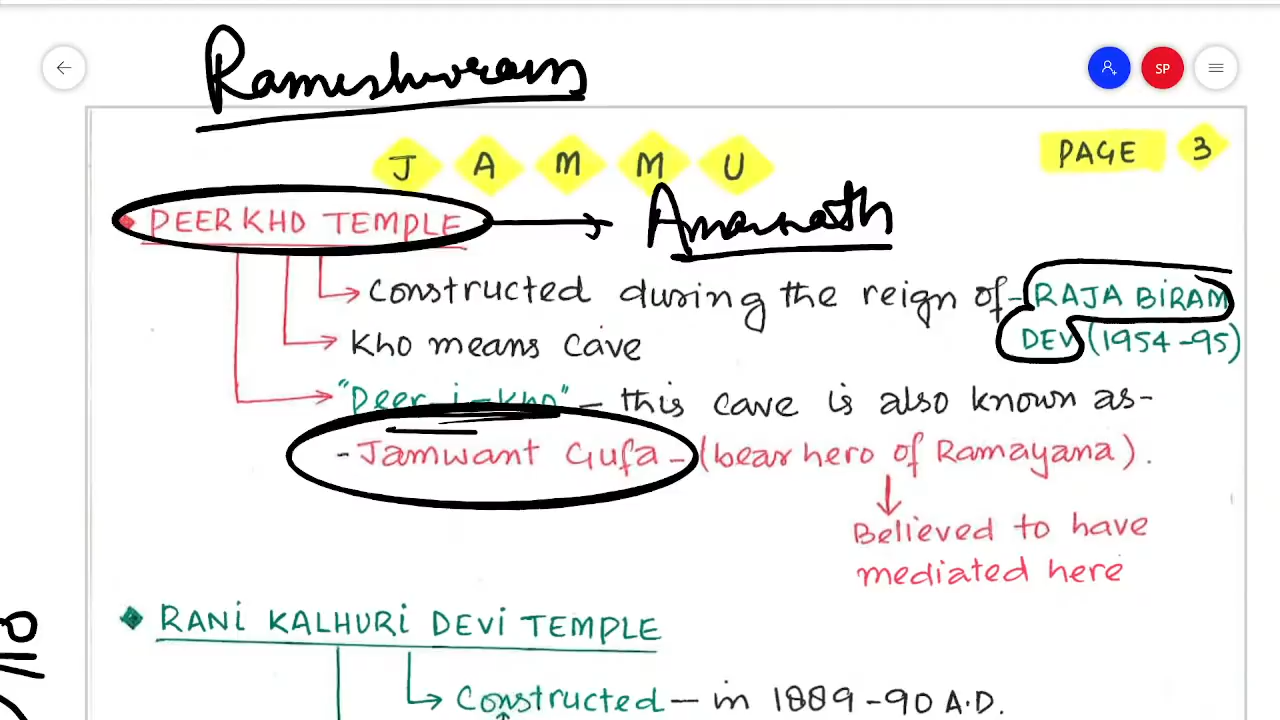 Rameshwaram
SP
JAMMU
PAGE 3
PEER KHO TEMPLE → Amarnath
→ Constructed during the reign of - RAJA BIRAM
DEV (1954-95)
→ Kho means cave
→ "Peer-i-kho" - this cave is also known as-
- Jamwant Gufa - (bear hero of Ramayana).
Believed to have
mediated here
RANI KALHURI DEVI TEMPLE
→ Constructed - in 1889-90 A.D.